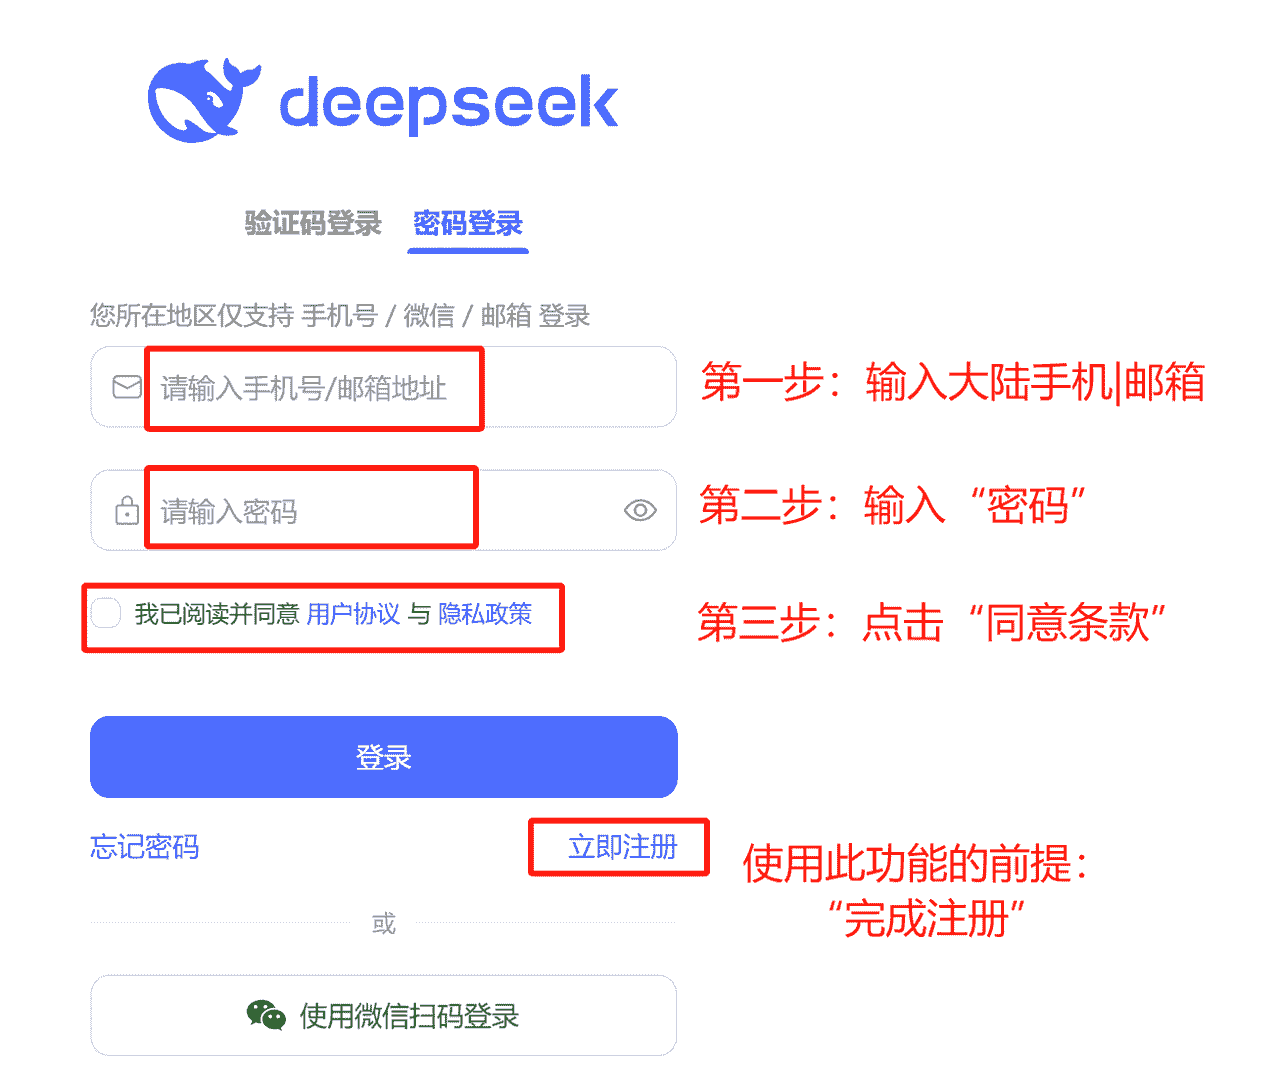 deepseek
验证码登录 密码登录
您所在地区仅支持 手机号 / 微信 / 邮箱 登录
请输入手机号/邮箱地址
第一步：输入大陆手机|邮箱
请输入密码
第二步：输入“密码”
我已阅读并同意 用户协议 与 隐私政策
第三步：点击“同意条款”
登录
忘记密码
立即注册
使用此功能的前提：
“完成注册”
或
使用微信扫码登录